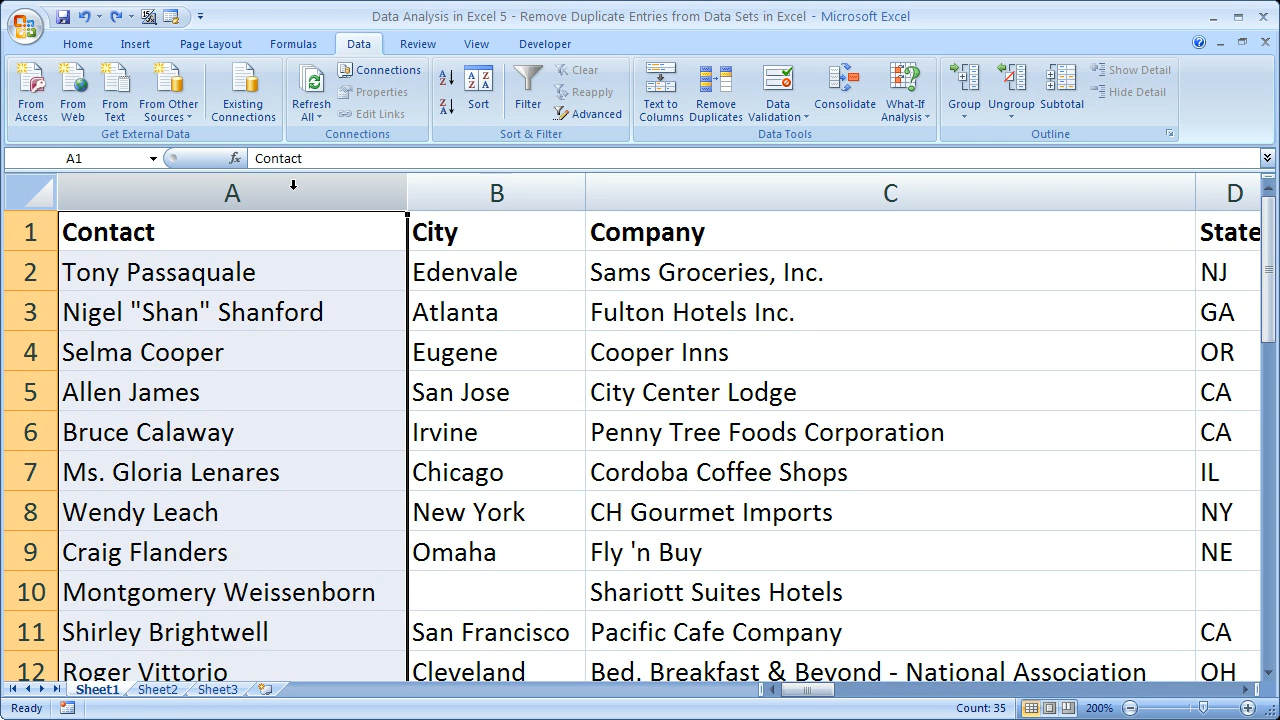 Data Analysis in Excel 5 - Remove Duplicate Entries from Data Sets in Excel - Microsoft Excel
Home Insert Page Layout Formulas Data Review View Developer
From Access From Web From Text From Other Sources Existing Connections
Get External Data
Refresh All Connections Properties Edit Links
Connections
Sort Filter Clear Reapply Advanced
Sort & Filter
Text to Columns Remove Duplicates Data Validation Consolidate What-If Analysis
Data Tools
Group Ungroup Subtotal Show Detail Hide Detail
Outline
A1 fx Contact
A B C D
1 Contact City Company State
2 Tony Passaquale Edenvale Sams Groceries, Inc. NJ
3 Nigel "Shan" Shanford Atlanta Fulton Hotels Inc. GA
4 Selma Cooper Eugene Cooper Inns OR
5 Allen James San Jose City Center Lodge CA
6 Bruce Calaway Irvine Penny Tree Foods Corporation CA
7 Ms. Gloria Lenares Chicago Cordoba Coffee Shops IL
8 Wendy Leach New York CH Gourmet Imports NY
9 Craig Flanders Omaha Fly 'n Buy NE
10 Montgomery Weissenborn Shariott Suites Hotels
11 Shirley Brightwell San Francisco Pacific Cafe Company CA
12 Roger Vittorio Cleveland Bed, Breakfast & Beyond - National Association OH
Sheet1 Sheet2 Sheet3
Ready Count: 35 200%